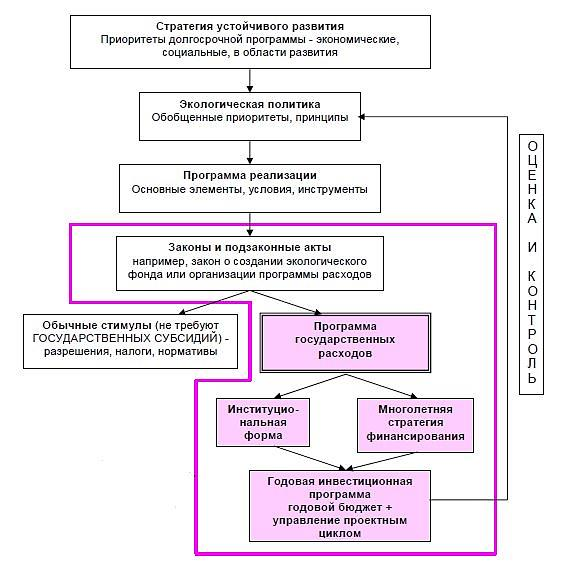 Стратегия устойчивого развития
Приоритеты долгосрочной программы - экономические,
социальные, в области развития
Экологическая политика
Обобщенные приоритеты, принципы
Программа реализации
Основные элементы, условия, инструменты
Законы и подзаконные акты
например, закон о создании экологического
фонда или организации программы расходов
Обычные стимулы (не требуют
ГОСУДАРСТВЕННЫХ СУБСИДИЙ) -
разрешения, налоги, нормативы
Программа
государственных
расходов
Институцио-
нальная
форма
Многолетняя
стратегия
финансирования
Годовая инвестиционная
программа
годовой бюджет +
управление проектным
циклом
ОЦЕНКА И КОНТРОЛЬ